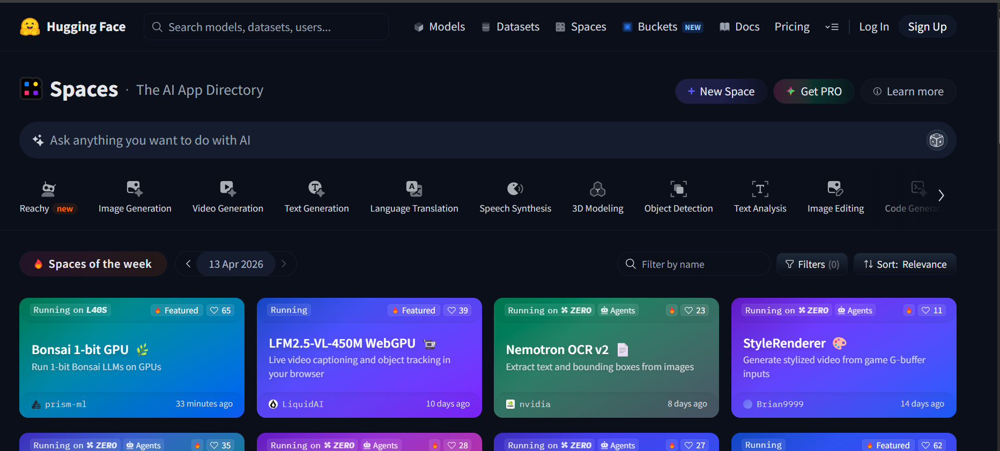 Hugging Face
Search models, datasets, users...
Models
Datasets
Spaces
Buckets NEW
Docs
Pricing
Log In
Sign Up
Spaces · The AI App Directory
+ New Space
Get PRO
Learn more
Ask anything you want to do with AI
Reachy new
Image Generation
Video Generation
Text Generation
Language Translation
Speech Synthesis
3D Modeling
Object Detection
Text Analysis
Image Editing
Code Generat
Spaces of the week
13 Apr 2026
Filter by name
Filters (0)
Sort: Relevance
Running on L40S
Featured
65
Bonsai 1-bit GPU
Run 1-bit Bonsai LLMs on GPUs
prism-ml
33 minutes ago
Running
Featured
39
LFM2.5-VL-450M WebGPU
Live video captioning and object tracking in
your browser
LiquidAI
10 days ago
Running on ZERO
Agents
23
Nemotron OCR v2
Extract text and bounding boxes from images
nvidia
8 days ago
Running on ZERO
Agents
11
StyleRenderer
Generate stylized video from game G-buffer
inputs
Brian9999
14 days ago
Running on ZERO
Agents
35
Running on ZERO
Agents
28
Running on ZERO
Agents
27
Running
Featured
62